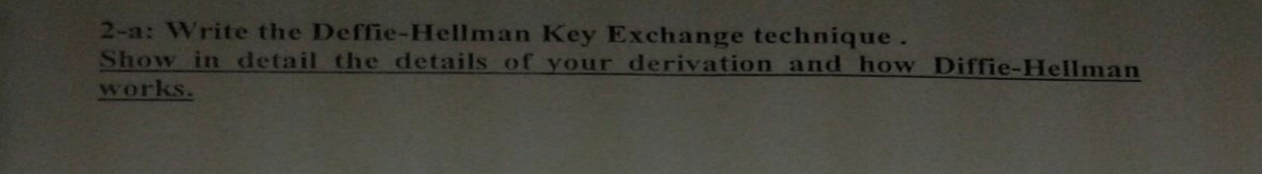 2-a: Write the Deffie-Hellman Key Exchange technique .
Show in detail the details of your derivation and how Diffie-Hellman
works.